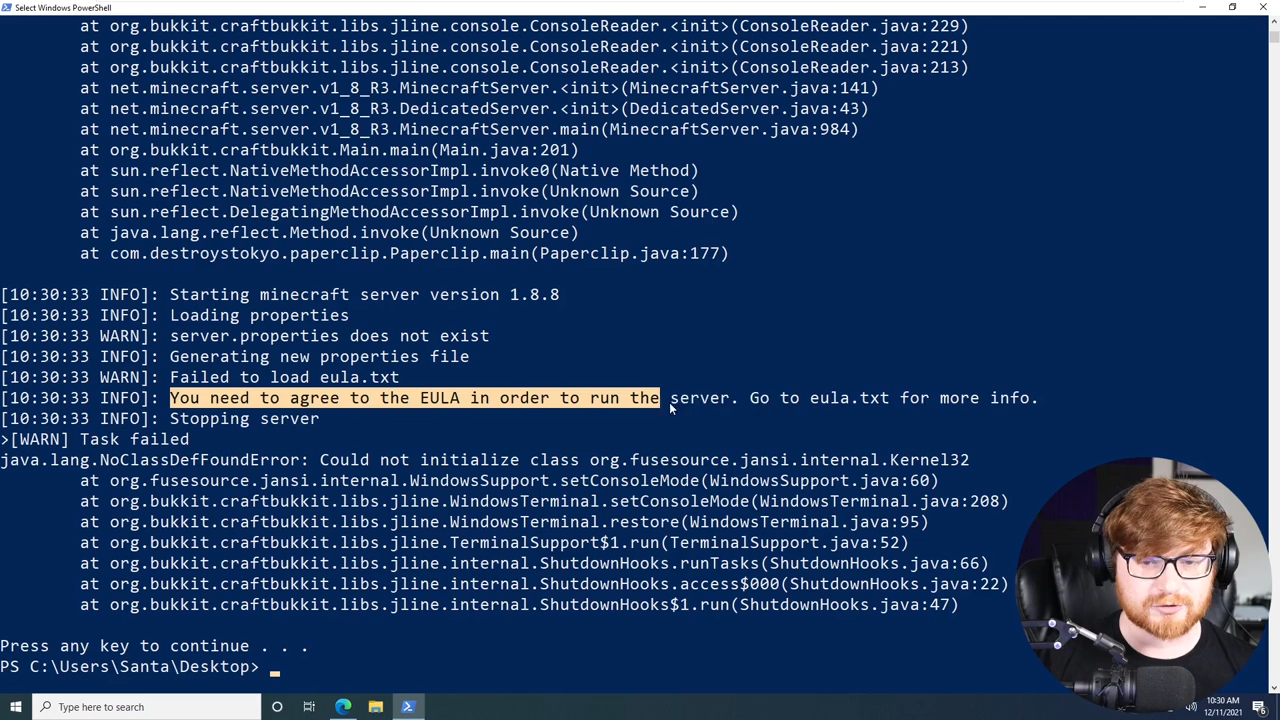 Select Windows PowerShell
at org.bukkit.craftbukkit.libs.jline.console.ConsoleReader.<init>(ConsoleReader.java:229)
at org.bukkit.craftbukkit.libs.jline.console.ConsoleReader.<init>(ConsoleReader.java:221)
at org.bukkit.craftbukkit.libs.jline.console.ConsoleReader.<init>(ConsoleReader.java:213)
at net.minecraft.server.v1_8_R3.MinecraftServer.<init>(MinecraftServer.java:141)
at net.minecraft.server.v1_8_R3.DedicatedServer.<init>(DedicatedServer.java:43)
at net.minecraft.server.v1_8_R3.MinecraftServer.main(MinecraftServer.java:984)
at org.bukkit.craftbukkit.Main.main(Main.java:201)
at sun.reflect.NativeMethodAccessorImpl.invoke0(Native Method)
at sun.reflect.NativeMethodAccessorImpl.invoke(Unknown Source)
at sun.reflect.DelegatingMethodAccessorImpl.invoke(Unknown Source)
at java.lang.reflect.Method.invoke(Unknown Source)
at com.destroystokyo.paperclip.Paperclip.main(Paperclip.java:177)
[10:30:33 INFO]: Starting minecraft server version 1.8.8
[10:30:33 INFO]: Loading properties
[10:30:33 WARN]: server.properties does not exist
[10:30:33 INFO]: Generating new properties file
[10:30:33 WARN]: Failed to load eula.txt
[10:30:33 INFO]: You need to agree to the EULA in order to run the server. Go to eula.txt for more info.
[10:30:33 INFO]: Stopping server
>[WARN] Task failed
java.lang.NoClassDefFoundError: Could not initialize class org.fusesource.jansi.internal.Kernel32
at org.fusesource.jansi.internal.WindowsSupport.setConsoleMode(WindowsSupport.java:60)
at org.bukkit.craftbukkit.libs.jline.WindowsTerminal.setConsoleMode(WindowsTerminal.java:208)
at org.bukkit.craftbukkit.libs.jline.WindowsTerminal.restore(WindowsTerminal.java:95)
at org.bukkit.craftbukkit.libs.jline.TerminalSupport$1.run(TerminalSupport.java:52)
at org.bukkit.craftbukkit.libs.jline.internal.ShutdownHooks.runTasks(ShutdownHooks.java:66)
at org.bukkit.craftbukkit.libs.jline.internal.ShutdownHooks.access$000(ShutdownHooks.java:22)
at org.bukkit.craftbukkit.libs.jline.internal.ShutdownHooks$1.run(ShutdownHooks.java:47)
Press any key to continue . . .
PS C:\Users\Santa\Desktop>
Type here to search
10:30 AM
12/11/2021
6